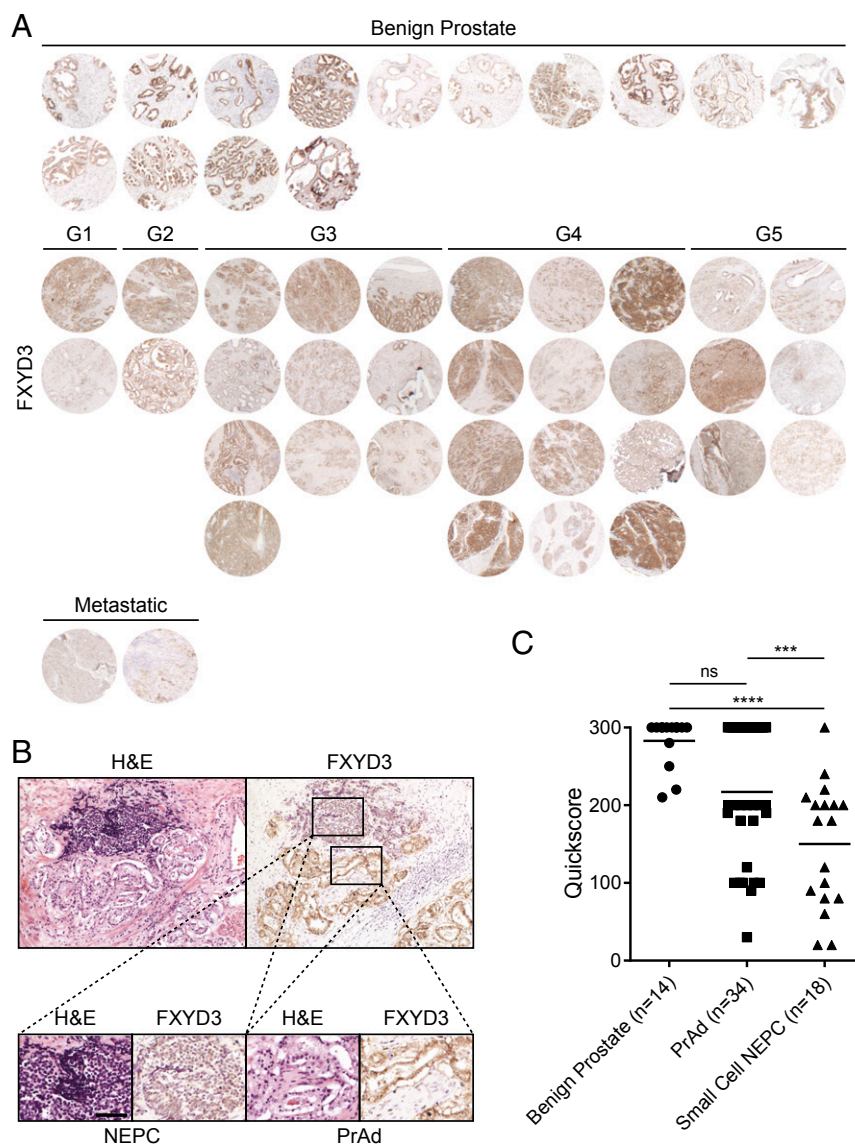 A
Benign Prostate
G1 G2 G3 G4 G5
FXYD3
Metastatic
B
H&E FXYD3
H&E FXYD3 H&E FXYD3
NEPC PrAd
C
ns
***
****
Quickscore
300
200
100
0
Benign Prostate (n=14)
PrAd (n=34)
Small Cell NEPC (n=18)